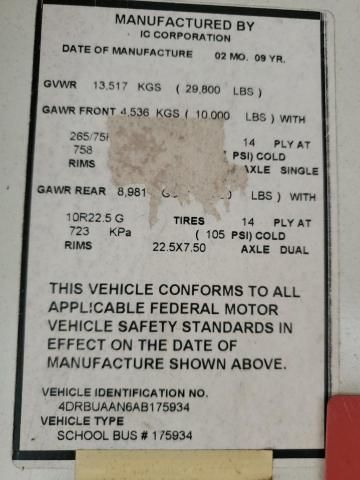 MANUFACTURED BY
IC CORPORATION
DATE OF MANUFACTURE 02 MO. 09 YR.
GVWR 13,517 KGS ( 29,800 LBS )
GAWR FRONT 4,536 KGS ( 10,000 LBS ) WITH
14 PLY AT
758 PSI) COLD
RIMS AXLE SINGLE
GAWR REAR 8,981 LBS ) WITH
10R22.5 G TIRES 14 PLY AT
723 KPa ( 105 PSI) COLD
RIMS 22.5X7.50 AXLE DUAL
THIS VEHICLE CONFORMS TO ALL
APPLICABLE FEDERAL MOTOR
VEHICLE SAFETY STANDARDS IN
EFFECT ON THE DATE OF
MANUFACTURE SHOWN ABOVE.
VEHICLE IDENTIFICATION NO.
4DRBUAAN6AB175934
VEHICLE TYPE
SCHOOL BUS # 175934